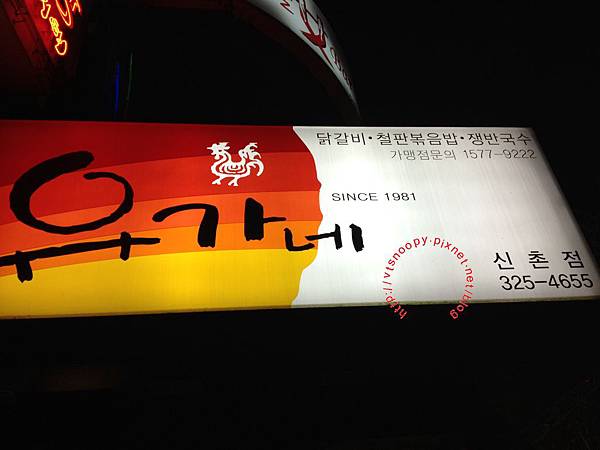 닭갈비·철판볶음밥·쟁반국수
가맹점문의 1577-9222
SINCE 1981
유가네
신촌점
325-4655
http://vtsnoopy.pixnet.net/blog